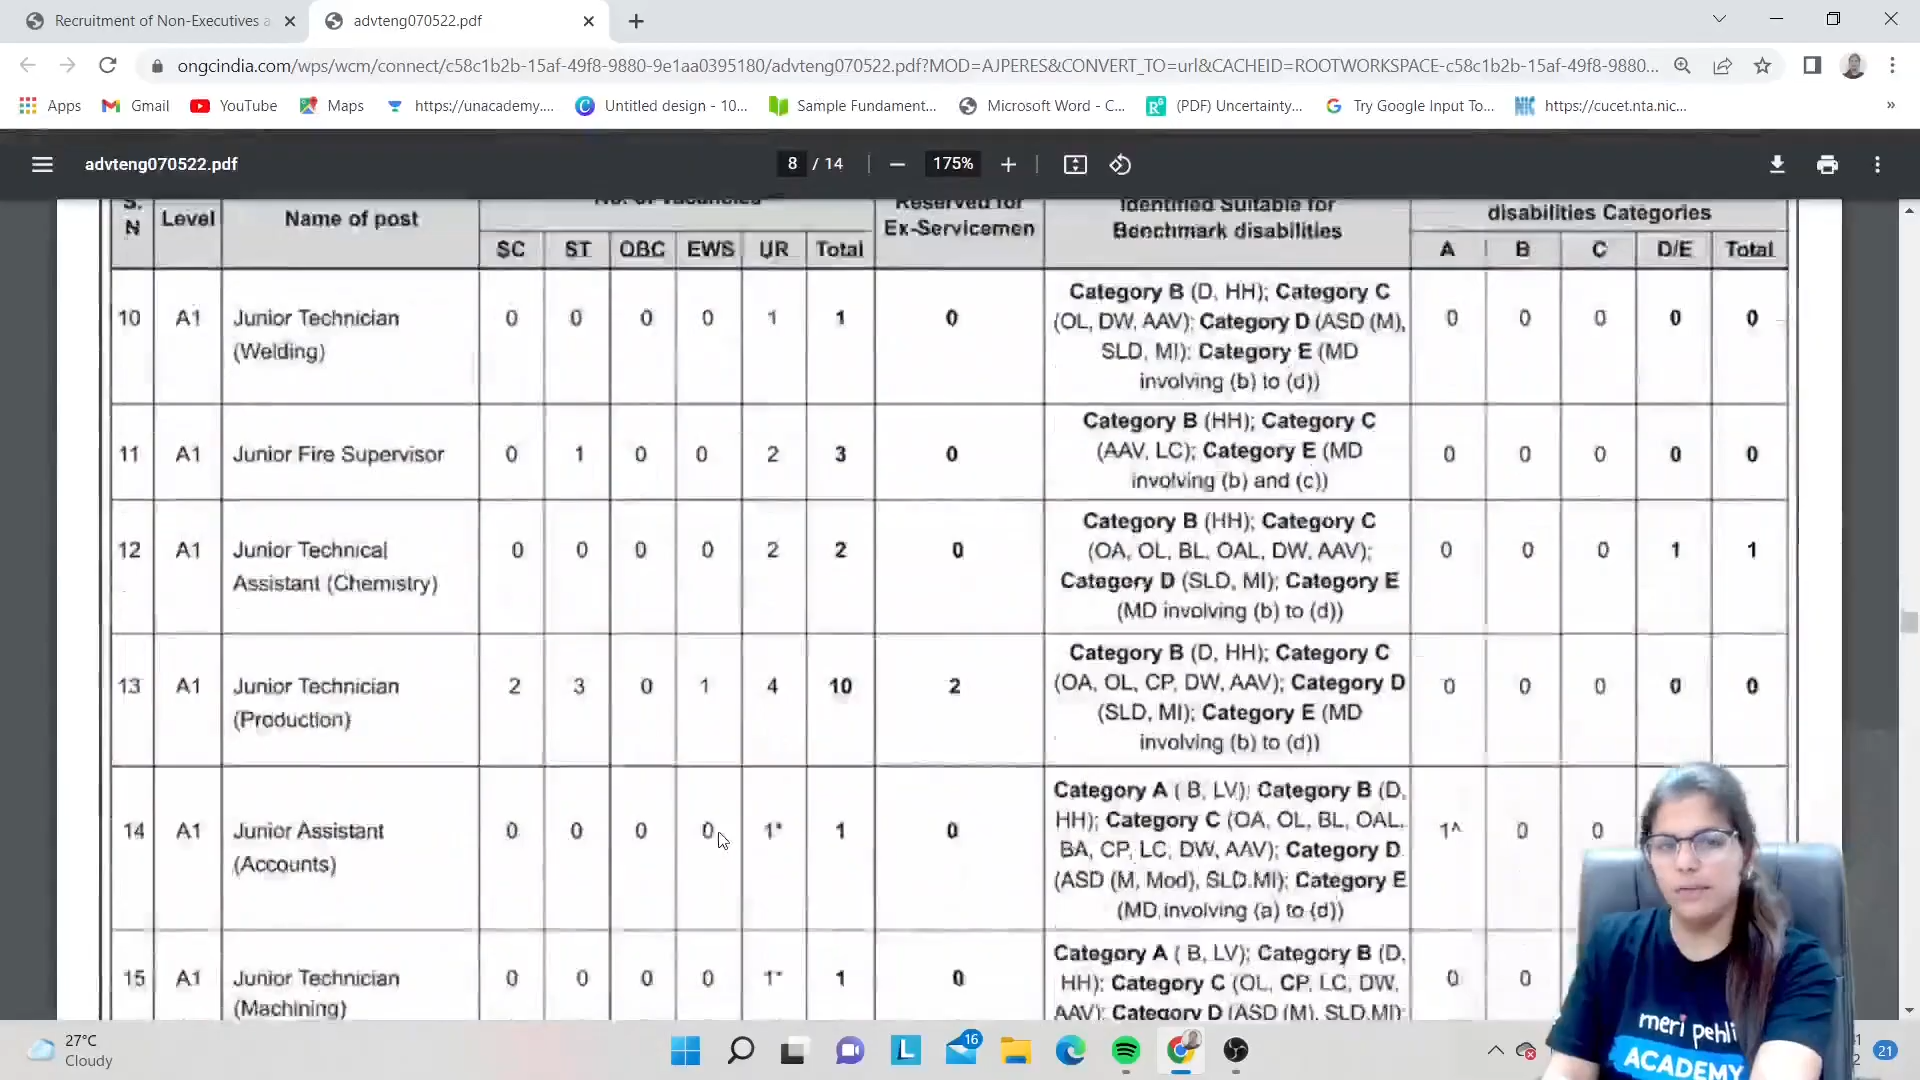 Recruitment of Non-Executives a
advteng070522.pdf
ongcindia.com/wps/wcm/connect/c58c1b2b-15af-49f8-9880-9e1aa0395180/advteng070522.pdf?MOD=AJPERES&CONVERT_TO=url&CACHEID=ROOTWORKSPACE-c58c1b2b-15af-49f8-9880...
Apps Gmail YouTube Maps https://unacademy.... Untitled design - 10... Sample Fundament... Microsoft Word - C... (PDF) Uncertainty... Try Google Input To... https://cucet.nta.nic... »
advteng070522.pdf 8 / 14 175%
S. N Level Name of post No. of vacancies Reserved for Ex-Servicemen Identified Suitable for Benchmark disabilities disabilities Categories
SC ST OBC EWS UR Total A B C D/E Total
10 A1 Junior Technician (Welding) 0 0 0 0 1 1 0 Category B (D, HH); Category C (OL, DW, AAV); Category D (ASD (M), SLD, MI): Category E (MD involving (b) to (d)) 0 0 0 0 0
11 A1 Junior Fire Supervisor 0 1 0 0 2 3 0 Category B (HH); Category C (AAV, LC); Category E (MD involving (b) and (c)) 0 0 0 0 0
12 A1 Junior Technical Assistant (Chemistry) 0 0 0 0 2 2 0 Category B (HH); Category C (OA, OL, BL, OAL, DW, AAV); Category D (SLD, MI); Category E (MD involving (b) to (d)) 0 0 0 1 1
13 A1 Junior Technician (Production) 2 3 0 1 4 10 2 Category B (D, HH); Category C (OA, OL, CP, DW, AAV); Category D (SLD, MI); Category E (MD involving (b) to (d)) 0 0 0 0 0
14 A1 Junior Assistant (Accounts) 0 0 0 0 1* 1 0 Category A ( B, LV); Category B (D, HH); Category C (OA, OL, BL, OAL, BA, CP, LC, DW, AAV); Category D (ASD (M, Mod), SLD.MI); Category E (MD involving (a) to (d)) 1^ 0 0
15 A1 Junior Technician (Machining) 0 0 0 0 1* 1 0 Category A ( B, LV); Category B (D, HH): Category C (OL, CP, LC, DW, AAV): Category D (ASD (M), SLD.MI): 0 0
meri pehli
ACADEMY
27°C
Cloudy
16
21